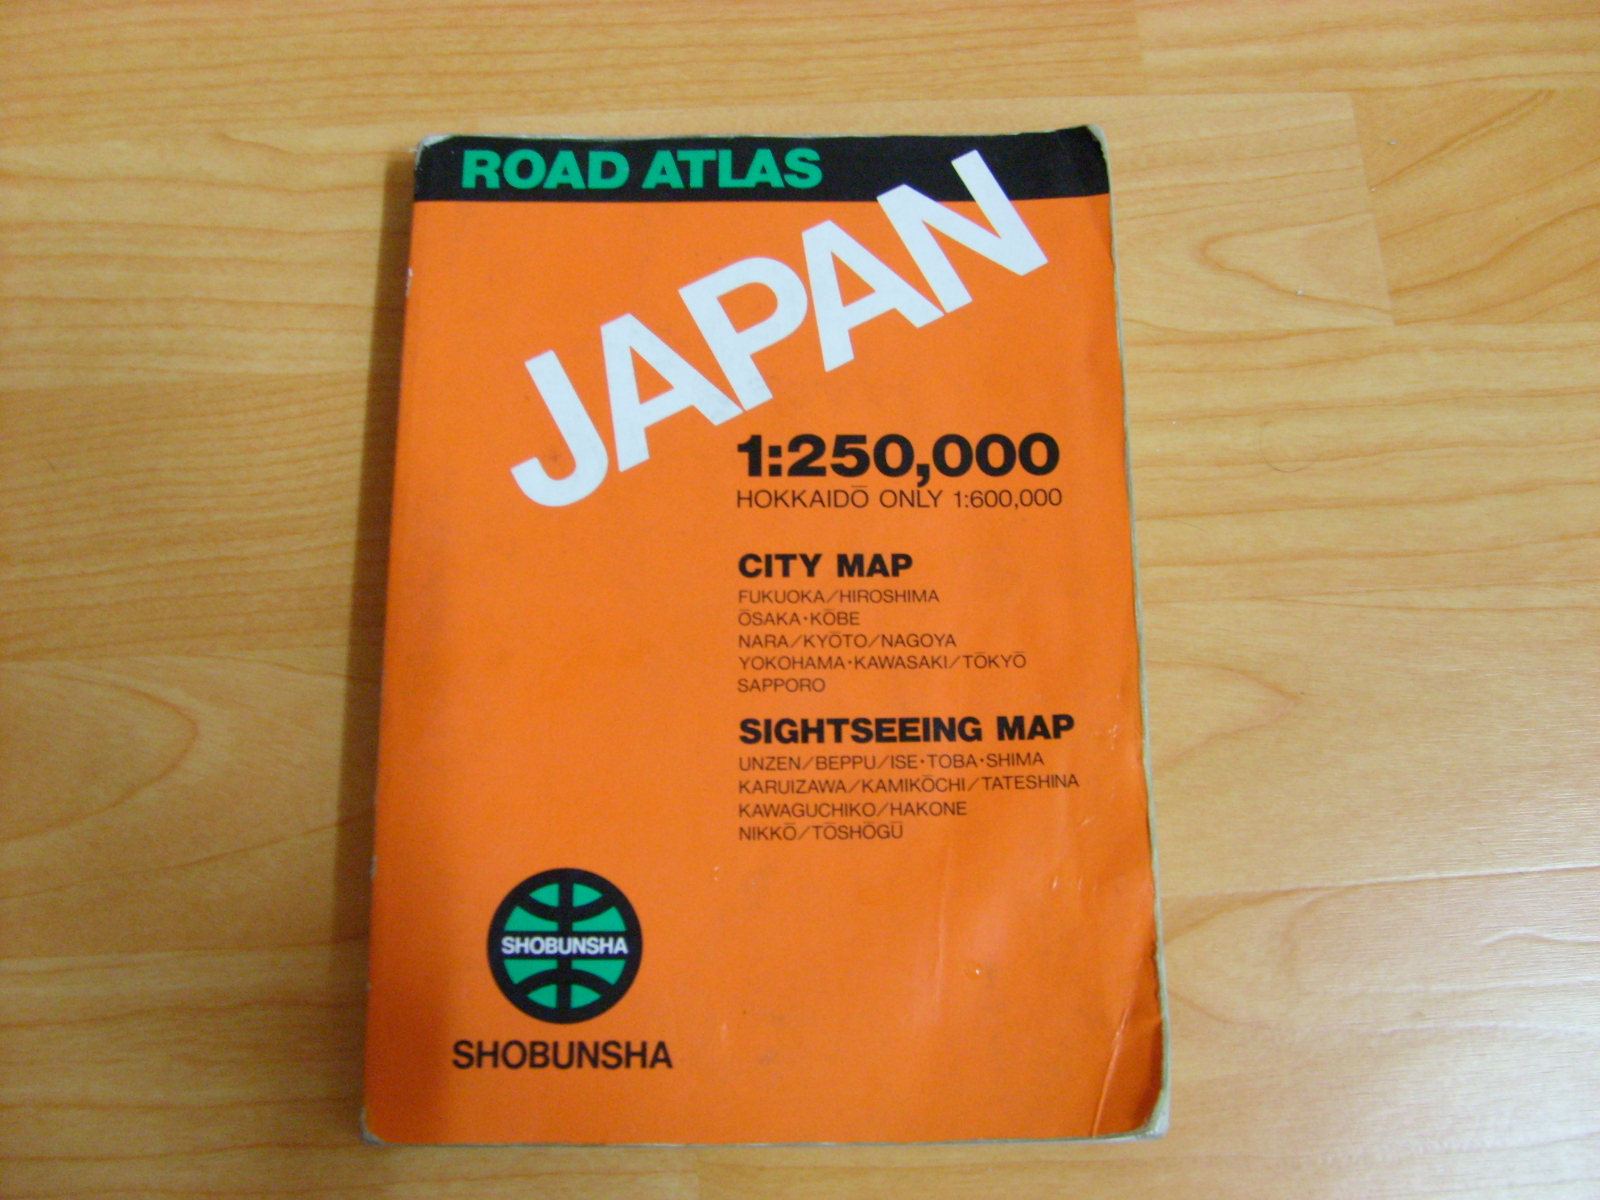 ROAD ATLAS
JAPAN
1:250,000
HOKKAIDŌ ONLY 1:600,000
CITY MAP
FUKUOKA/HIROSHIMA
ŌSAKA・KŌBE
NARA/KYŌTO/NAGOYA
YOKOHAMA・KAWASAKI/TŌKYŌ
SAPPORO
SIGHTSEEING MAP
UNZEN/BEPPU/ISE・TOBA・SHIMA
KARUIZAWA/KAMIKŌCHI/TATESHINA
KAWAGUCHIKO/HAKONE
NIKKŌ/TŌSHŌGŪ
SHOBUNSHA
SHOBUNSHA